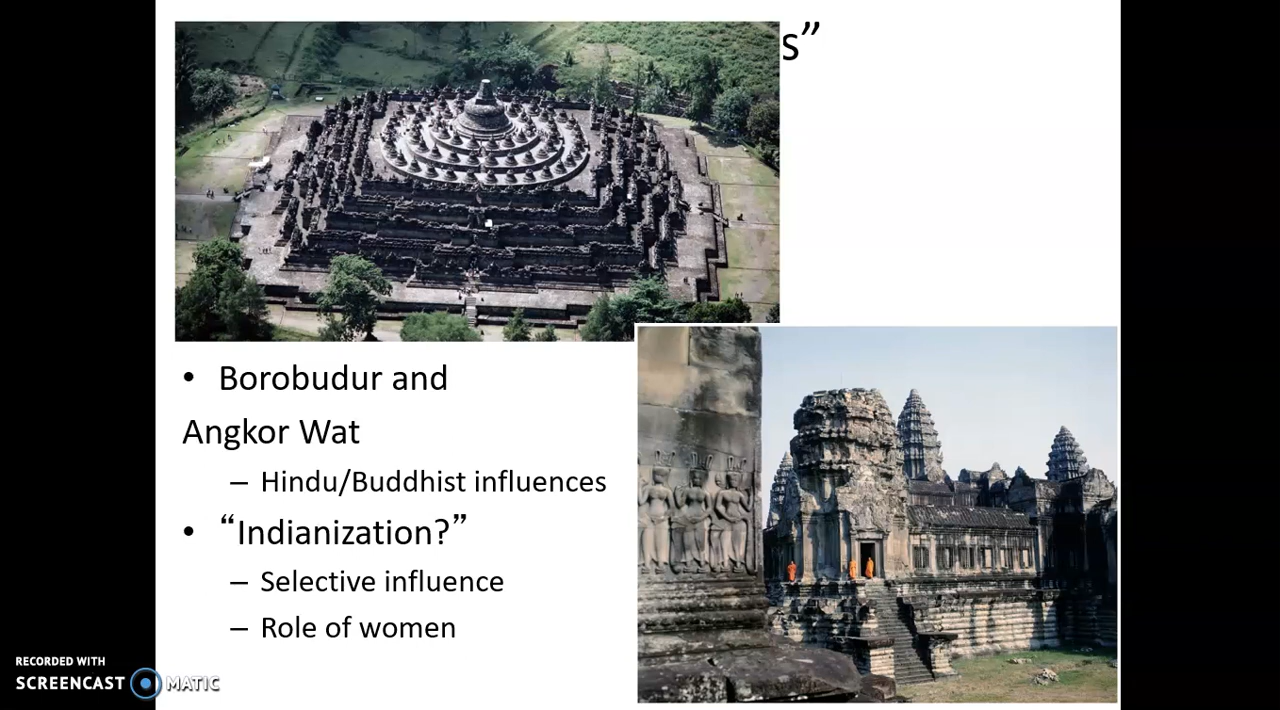 s”
• Borobudur and
Angkor Wat
– Hindu/Buddhist influences
• “Indianization?”
– Selective influence
– Role of women
RECORDED WITH
SCREENCAST MATIC